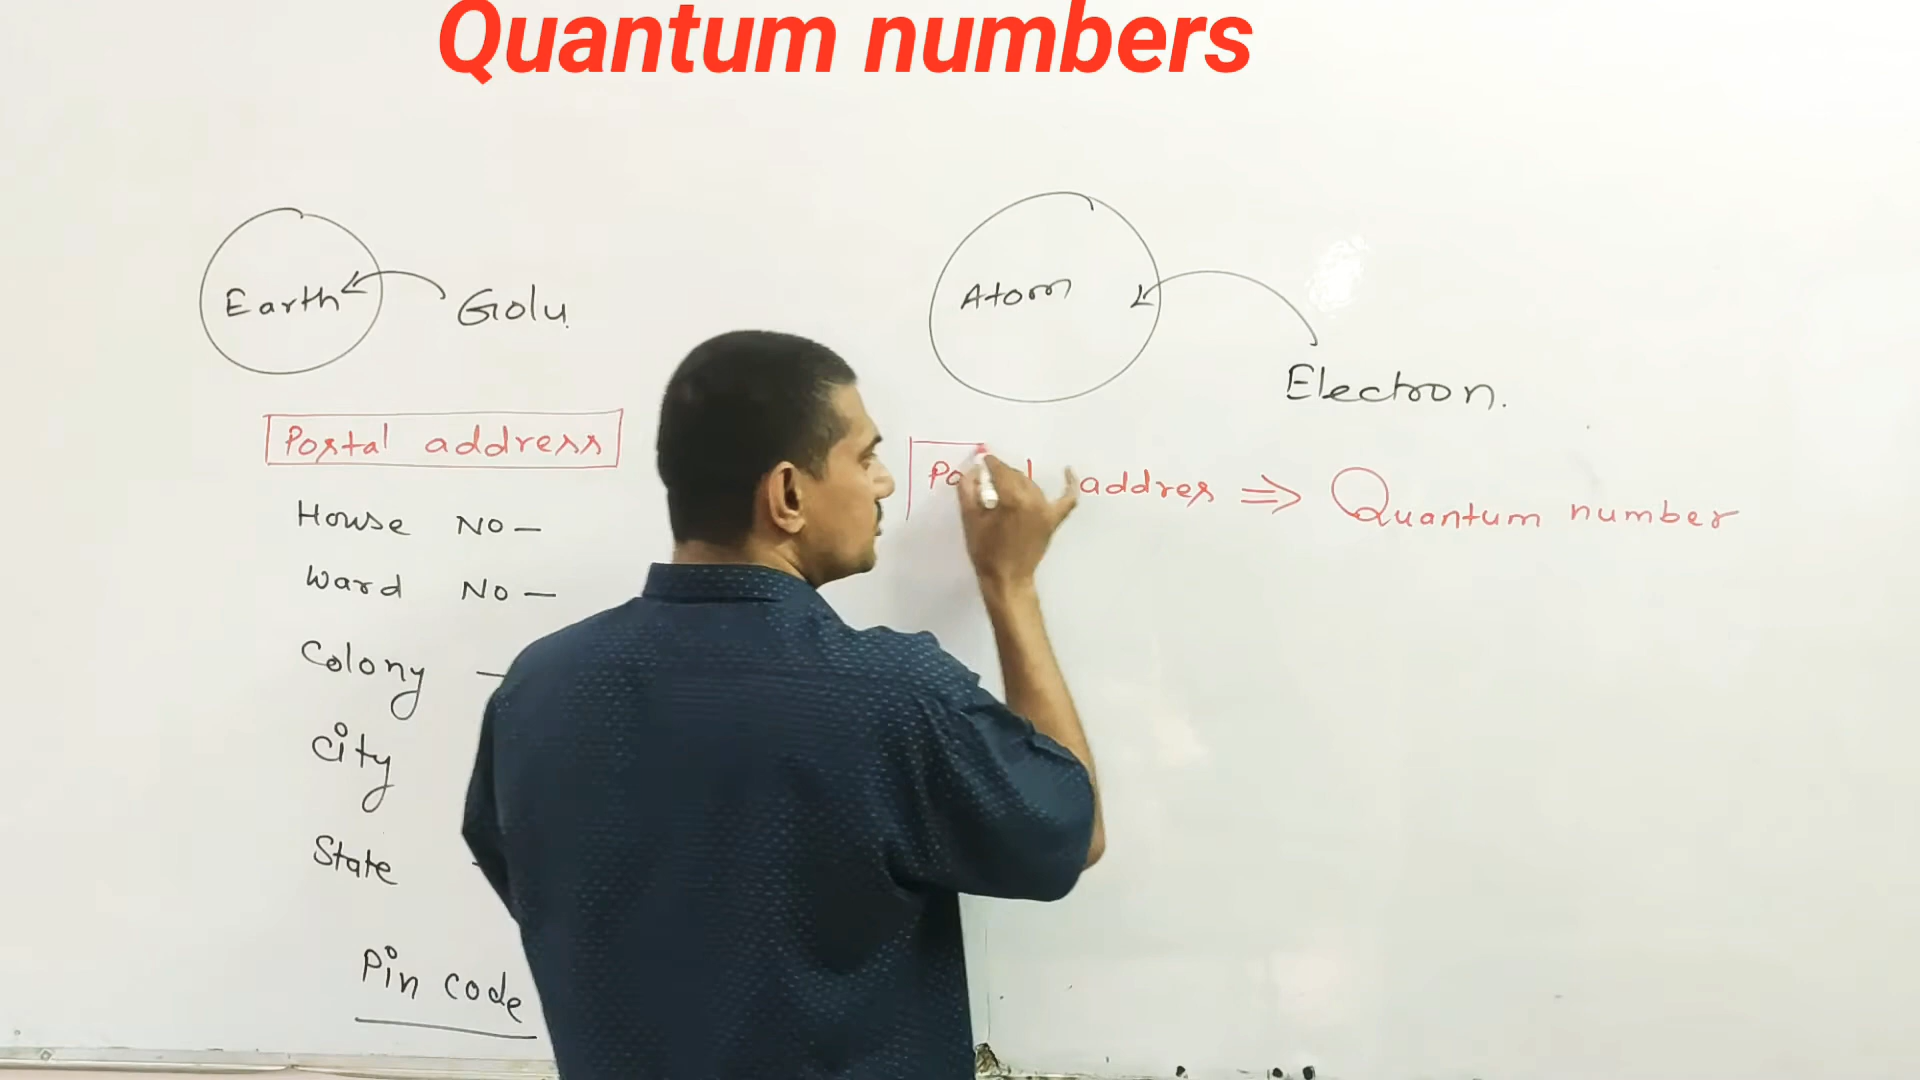 Quantum numbers
Earth
Golu
Postal address
House No -
Ward No -
Colony -
City
State -
Pin code
Atom
Electron.
addres ⇒ Quantum number